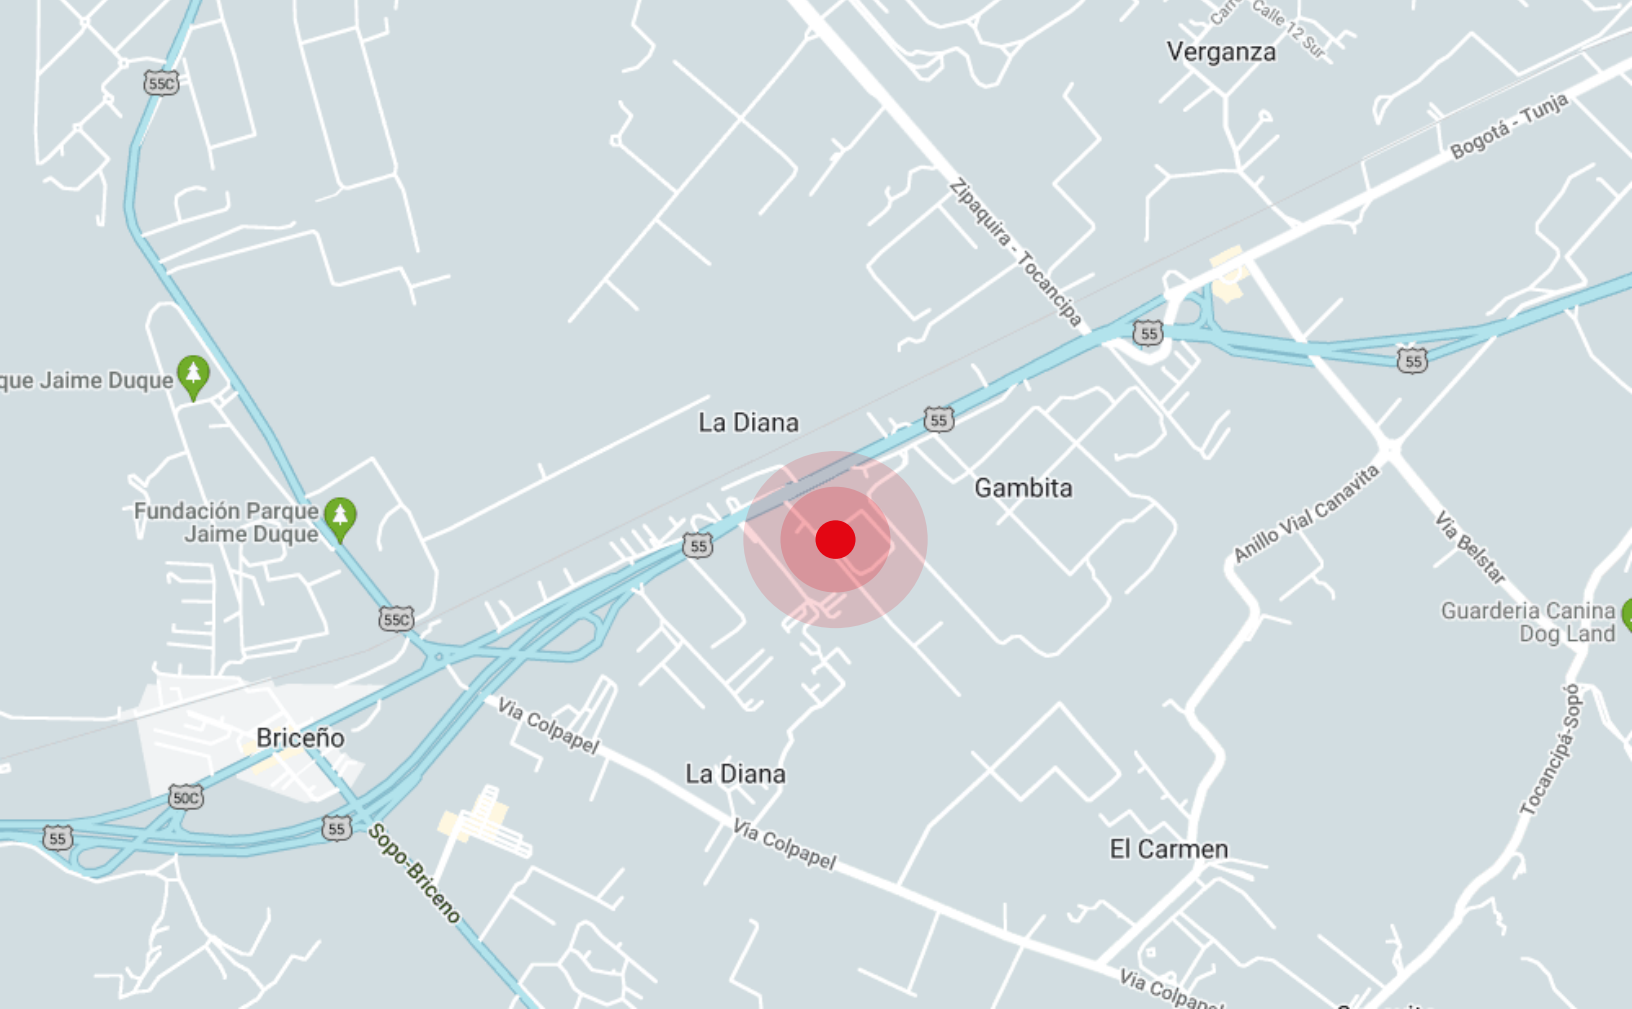 Carre
Calle 12 Sur
Verganza
55C
Bogotá - Tunja
Zipaquira - Tocancipa
55
55
que Jaime Duque
La Diana
55
Gambita
Anillo Vial Canavita
Via Belstar
Fundación Parque
Jaime Duque
55
55C
Guarderia Canina
Dog Land
Via Colpapel
Briceño
Tocancipá-Sopó
La Diana
50C
55
55
Sopo-Briceno
Via Colpapel
El Carmen
Via Colpapel